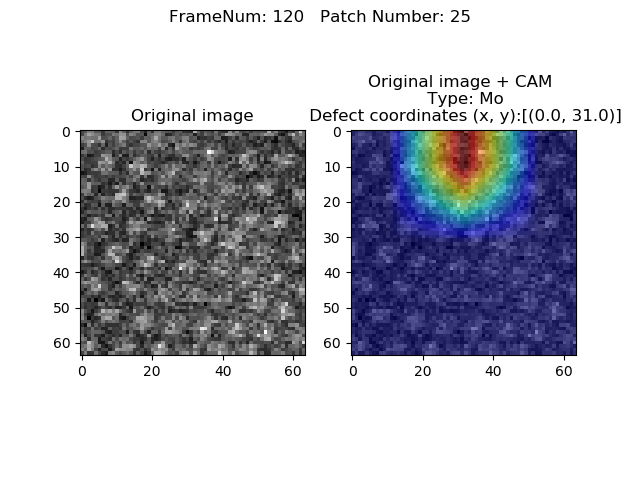 FrameNum: 120   Patch Number: 25
Original image
Original image + CAM
Type: Mo
Defect coordinates (x, y):[(0.0, 31.0)]
0
10
20
30
40
50
60
0 20 40 60
0
10
20
30
40
50
60
0 20 40 60